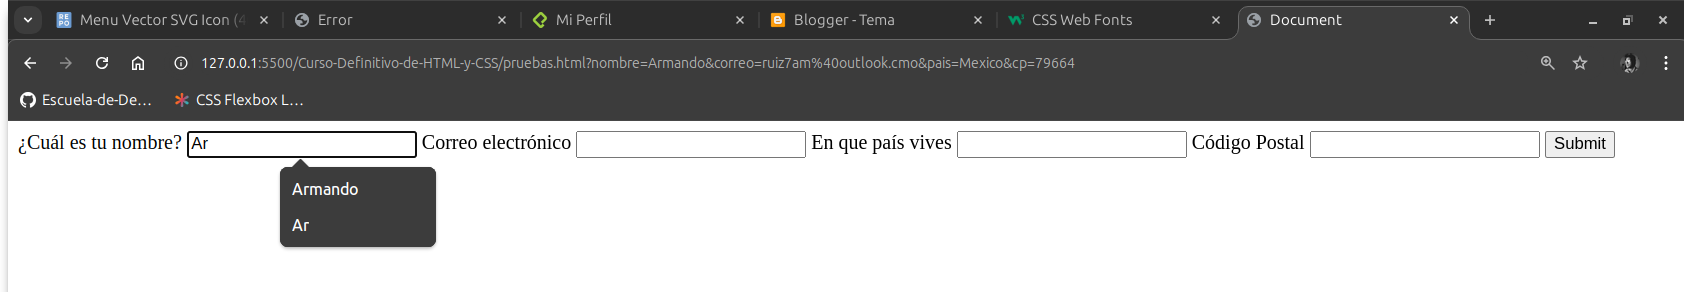 Menu Vector SVG Icon (4 Error Mi Perfil Blogger - Tema CSS Web Fonts Document
127.0.0.1:5500/Curso-Definitivo-de-HTML-y-CSS/pruebas.html?nombre=Armando&correo=ruiz7am%40outlook.cmo&pais=Mexico&cp=79664
Escuela-de-De... CSS Flexbox L...
¿Cuál es tu nombre? Ar Correo electrónico En que país vives Código Postal Submit
Armando
Ar